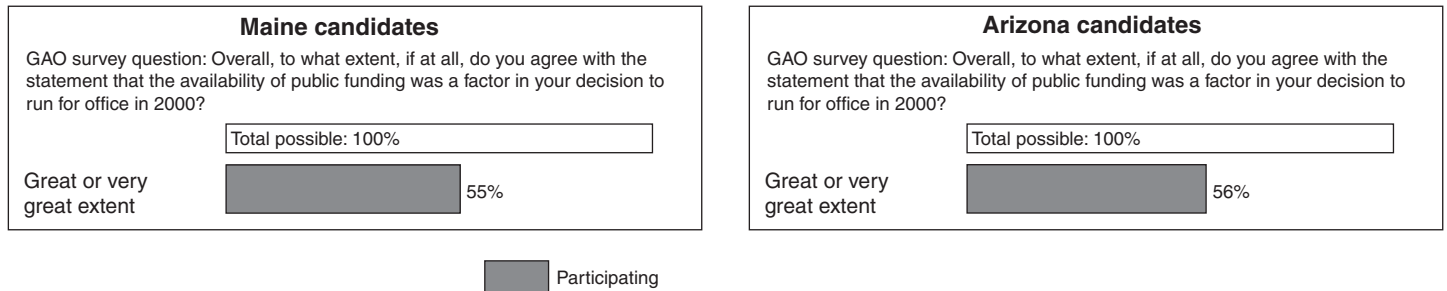 Maine candidates
GAO survey question: Overall, to what extent, if at all, do you agree with the
statement that the availability of public funding was a factor in your decision to
run for office in 2000?
Total possible: 100%
Great or very
great extent
55%
Arizona candidates
GAO survey question: Overall, to what extent, if at all, do you agree with the
statement that the availability of public funding was a factor in your decision to
run for office in 2000?
Total possible: 100%
Great or very
great extent
56%
Participating